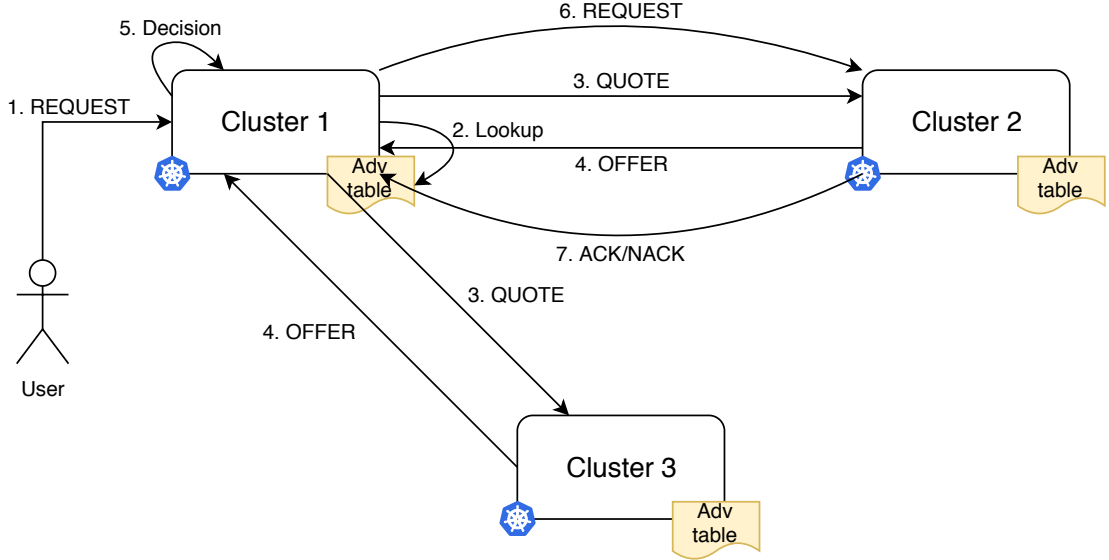 6. REQUEST
5. Decision
3. QUOTE
1. REQUEST
Cluster 1
2. Lookup
Cluster 2
4. OFFER
Adv
table
Adv
table
7. ACK/NACK
3. QUOTE
4. OFFER
User
Cluster 3
Adv
table